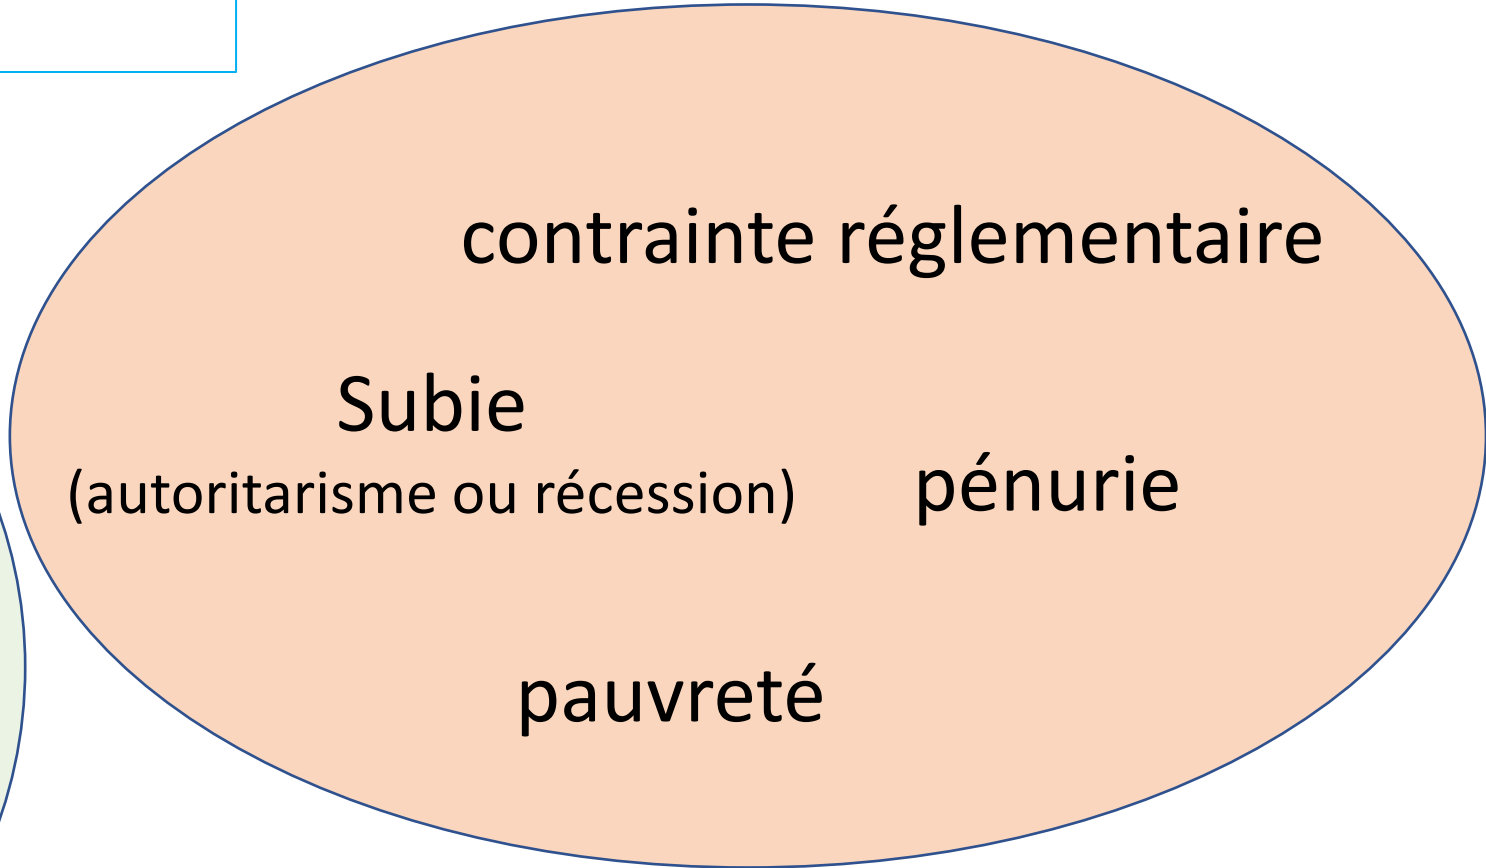 contrainte réglementaire
Subie
(autoritarisme ou récession)
pénurie
pauvreté